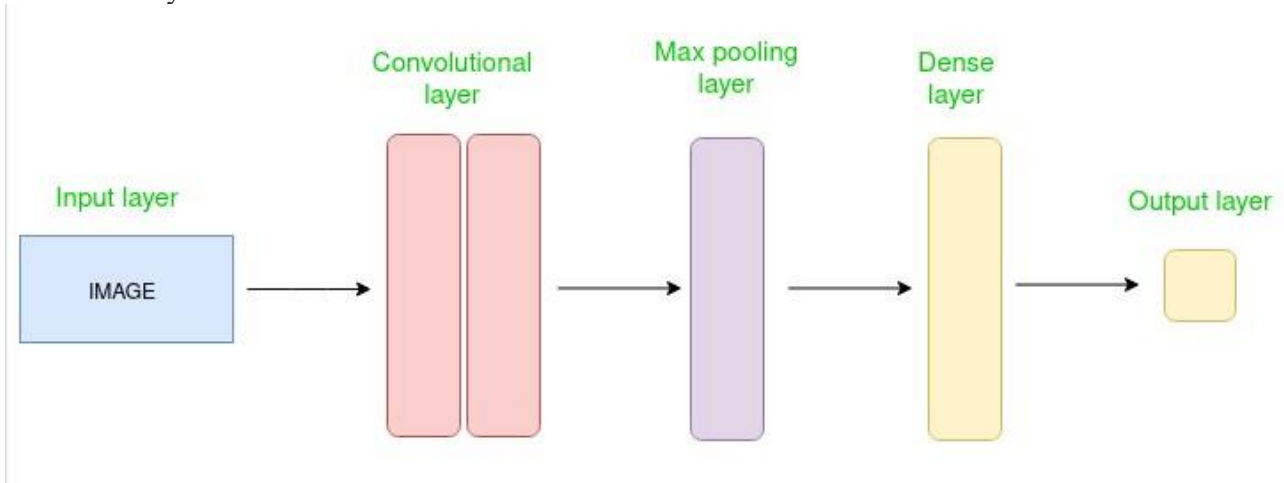 Convolutional
layer
Max pooling
layer
Dense
layer
Input layer
Output layer
IMAGE